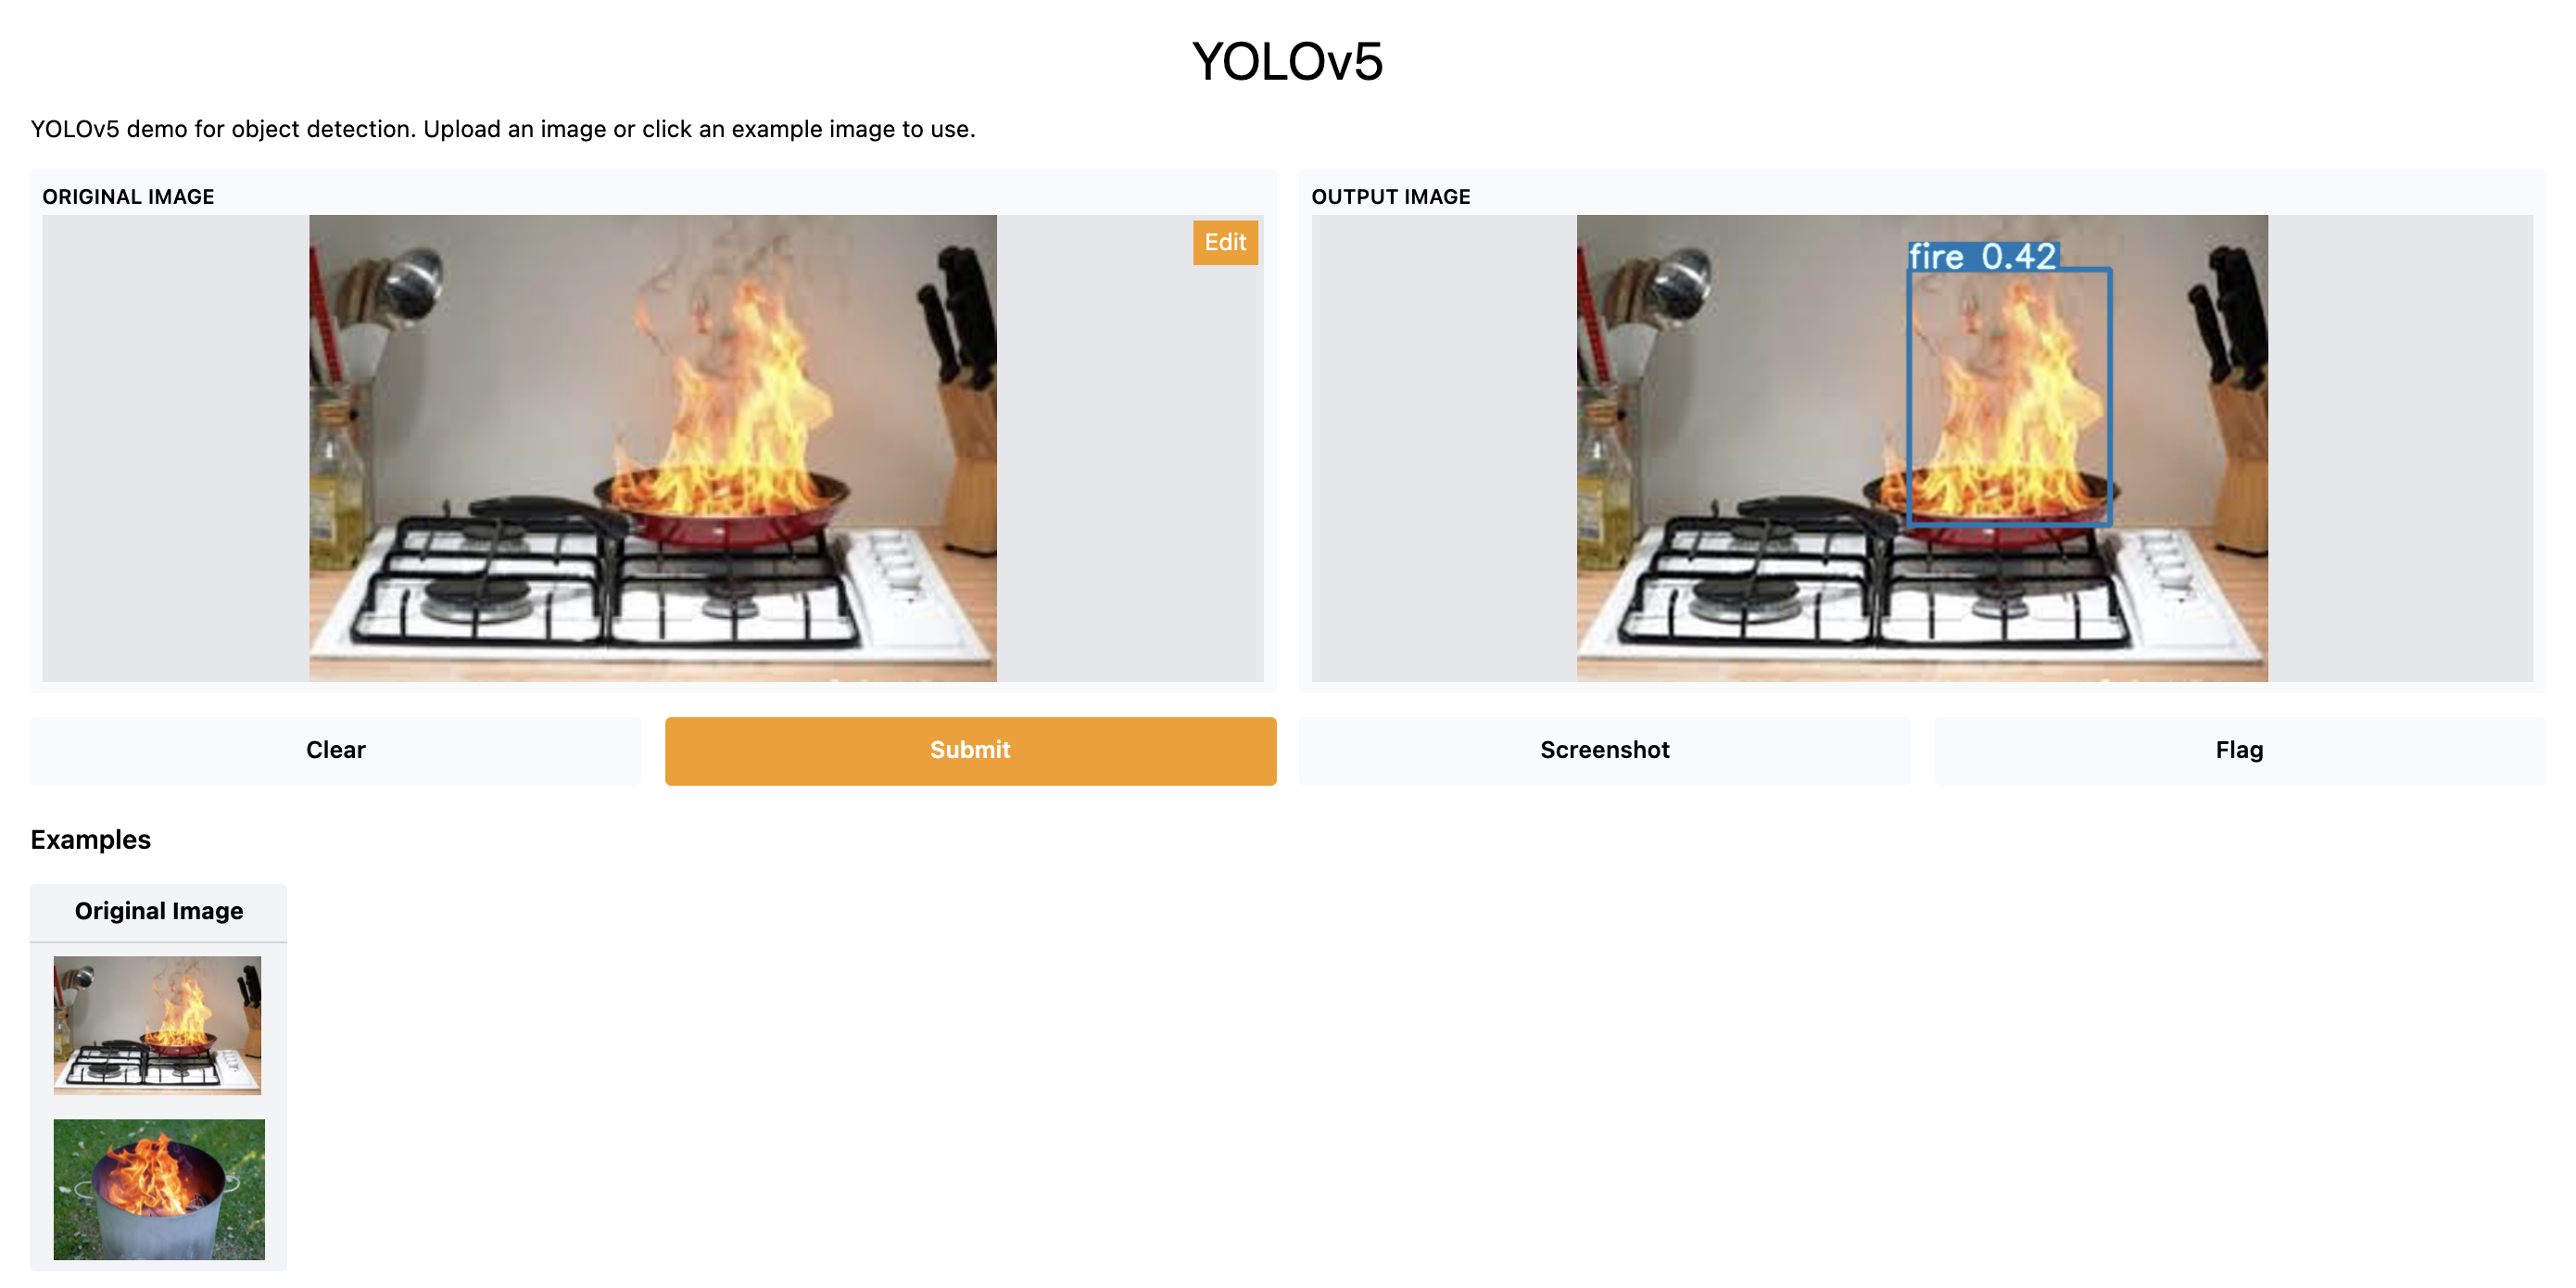 YOLOv5
YOLOv5 demo for object detection. Upload an image or click an example image to use.
ORIGINAL IMAGE
Edit
OUTPUT IMAGE
fire 0.42
Clear
Submit
Screenshot
Flag
Examples
Original Image